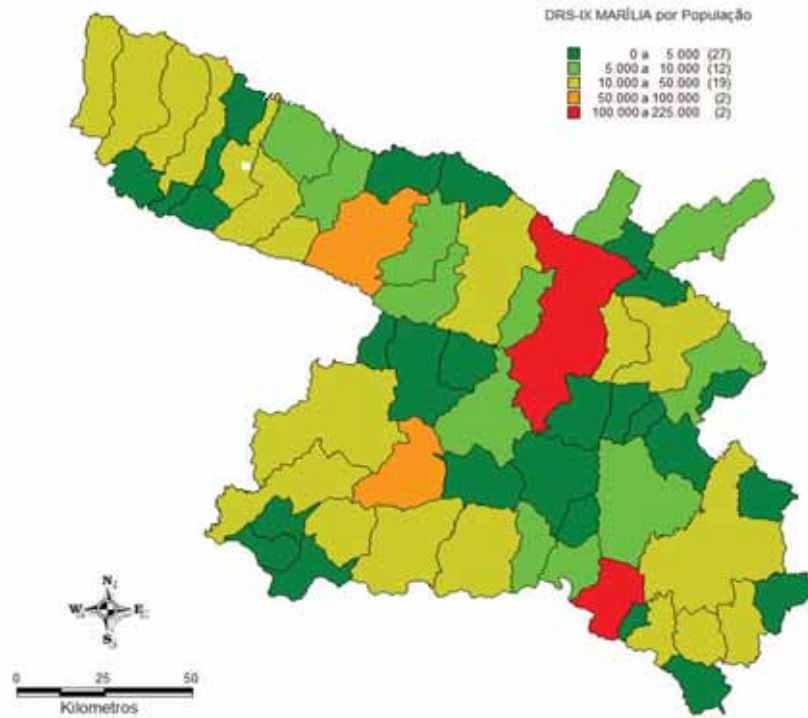 DRS-IX MARÍLIA por População
0 a 5.000 (27)
5.000 a 10.000 (12)
10.000 a 50.000 (19)
50.000 a 100.000 (2)
100.000 a 225.000 (2)
N
W E
S
0 25 50
Kilometros